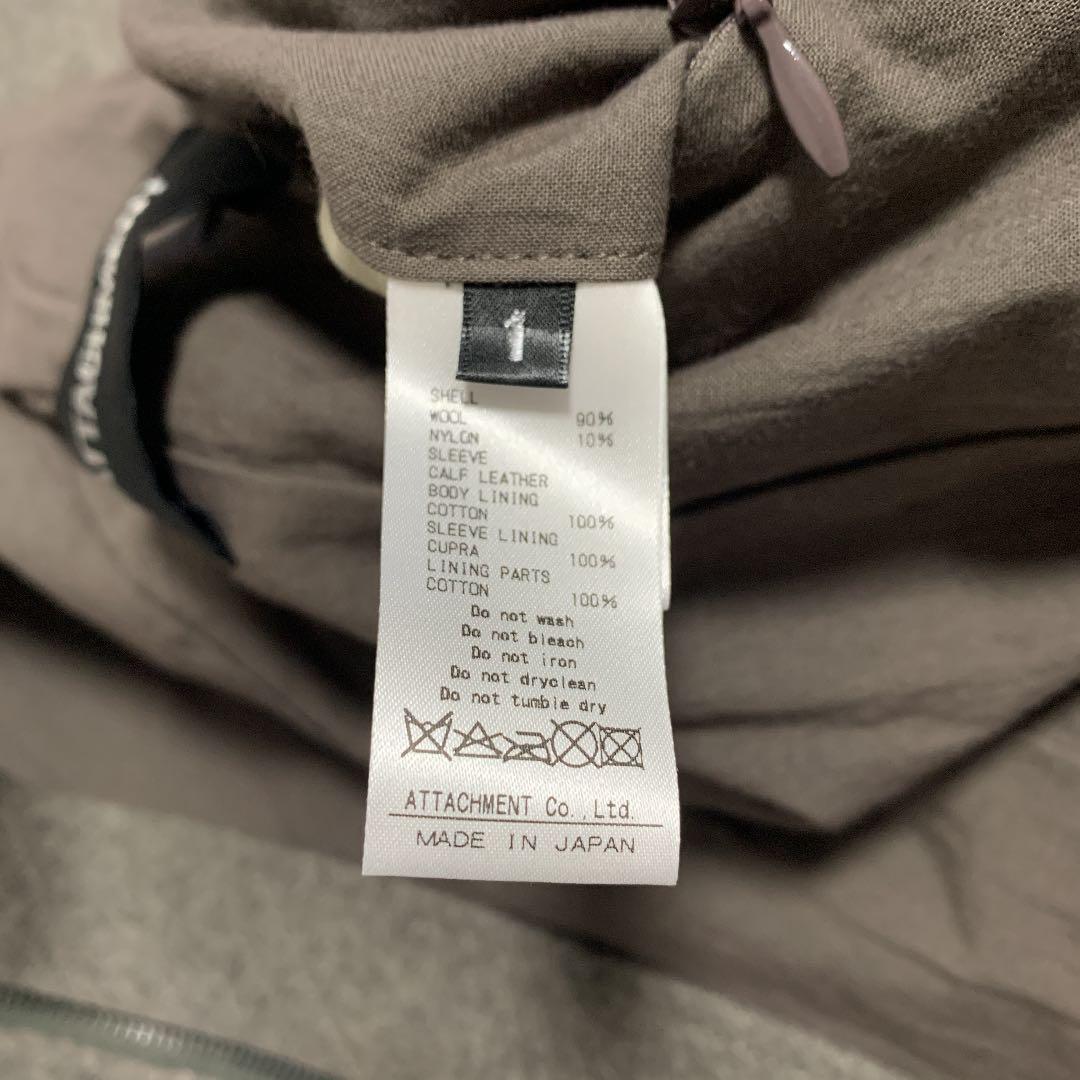 ATTACHMENT
1
SHELL
WOOL 90%
NYLON 10%
SLEEVE
CALF LEATHER
BODY LINING
COTTON 100%
SLEEVE LINING
CUPRA 100%
LINING PARTS
COTTON 100%
Do not wash
Do not bleach
Do not iron
Do not dryclean
Do not tumble dry
ATTACHMENT Co.,Ltd.
MADE IN JAPAN